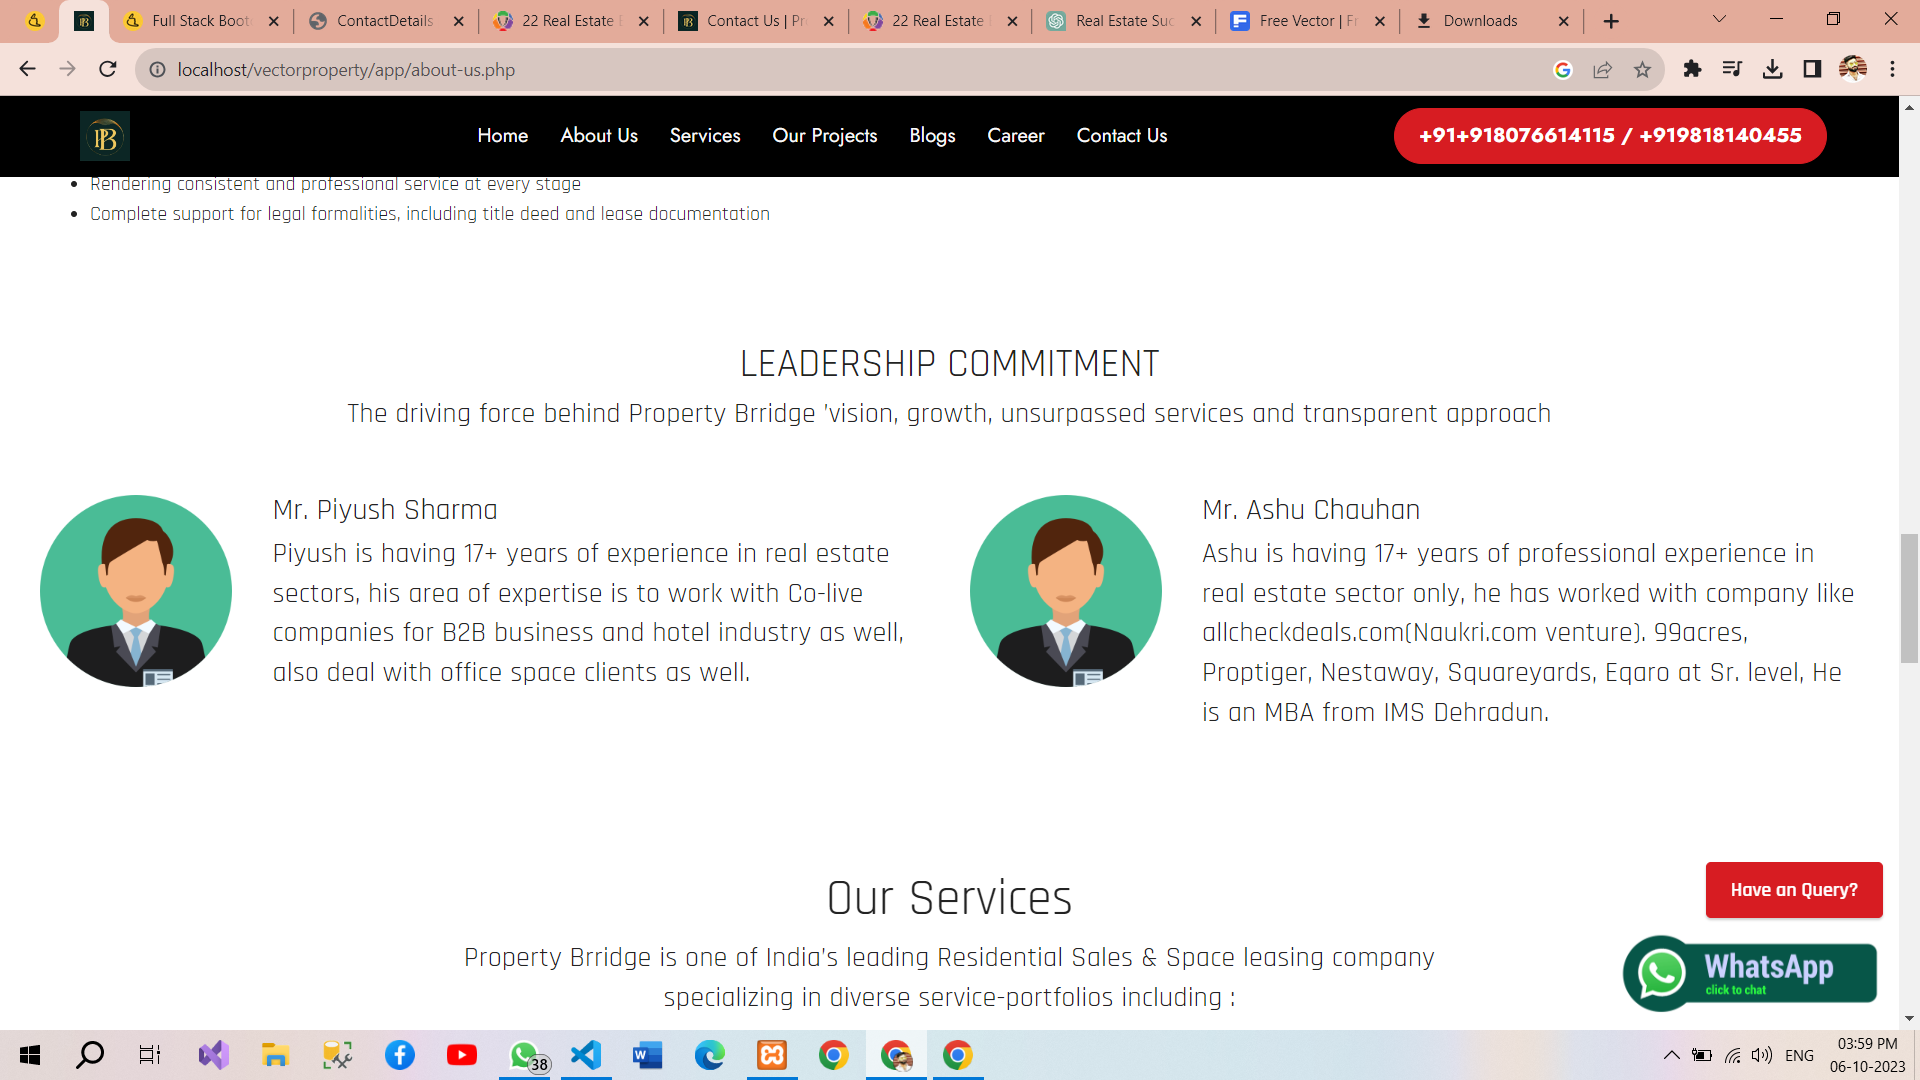 Full Stack Boot
ContactDetails
22 Real Estate
Contact Us | Pr
22 Real Estate
Real Estate Suc
Free Vector | Fr
Downloads
localhost/vectorproperty/app/about-us.php
PB
Home
About Us
Services
Our Projects
Blogs
Career
Contact Us
+91+918076614115 / +919818140455
Rendering consistent and professional service at every stage
Complete support for legal formalities, including title deed and lease documentation
LEADERSHIP COMMITMENT
The driving force behind Property Brridge 'vision, growth, unsurpassed services and transparent approach
Mr. Piyush Sharma
Piyush is having 17+ years of experience in real estate
sectors, his area of expertise is to work with Co-live
companies for B2B business and hotel industry as well,
also deal with office space clients as well.
Mr. Ashu Chauhan
Ashu is having 17+ years of professional experience in
real estate sector only, he has worked with company like
allcheckdeals.com(Naukri.com venture). 99acres,
Proptiger, Nestaway, Squareyards, Eqaro at Sr. level, He
is an MBA from IMS Dehradun.
Our Services
Property Brridge is one of India's leading Residential Sales & Space leasing company
specializing in diverse service-portfolios including :
Have an Query?
WhatsApp
click to chat
38
ENG
03:59 PM
06-10-2023